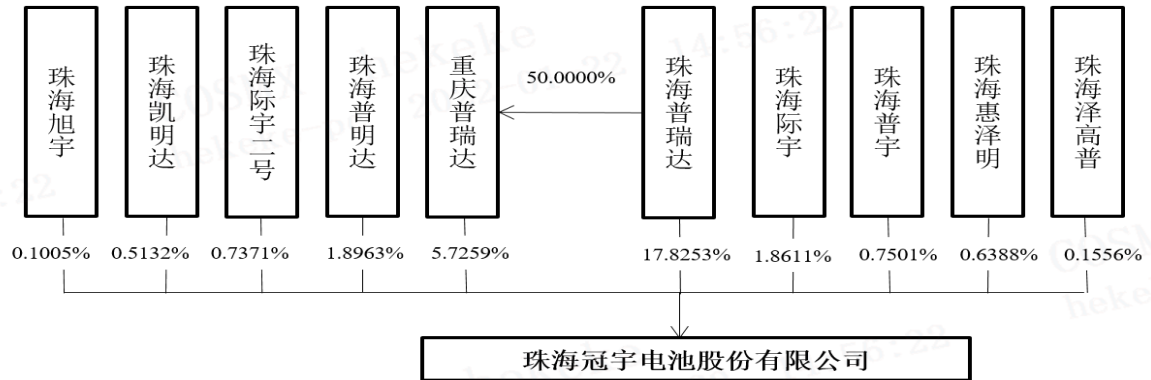 珠海旭宇
珠海凯明达
珠海际宇二号
珠海普明达
重庆普瑞达
50.0000%
珠海普瑞达
珠海际宇
珠海普宇
珠海惠泽明
珠海泽高普
0.1005%
0.5132%
0.7371%
1.8963%
5.7259%
17.8253%
1.8611%
0.7501%
0.6388%
0.1556%
珠海冠宇电池股份有限公司